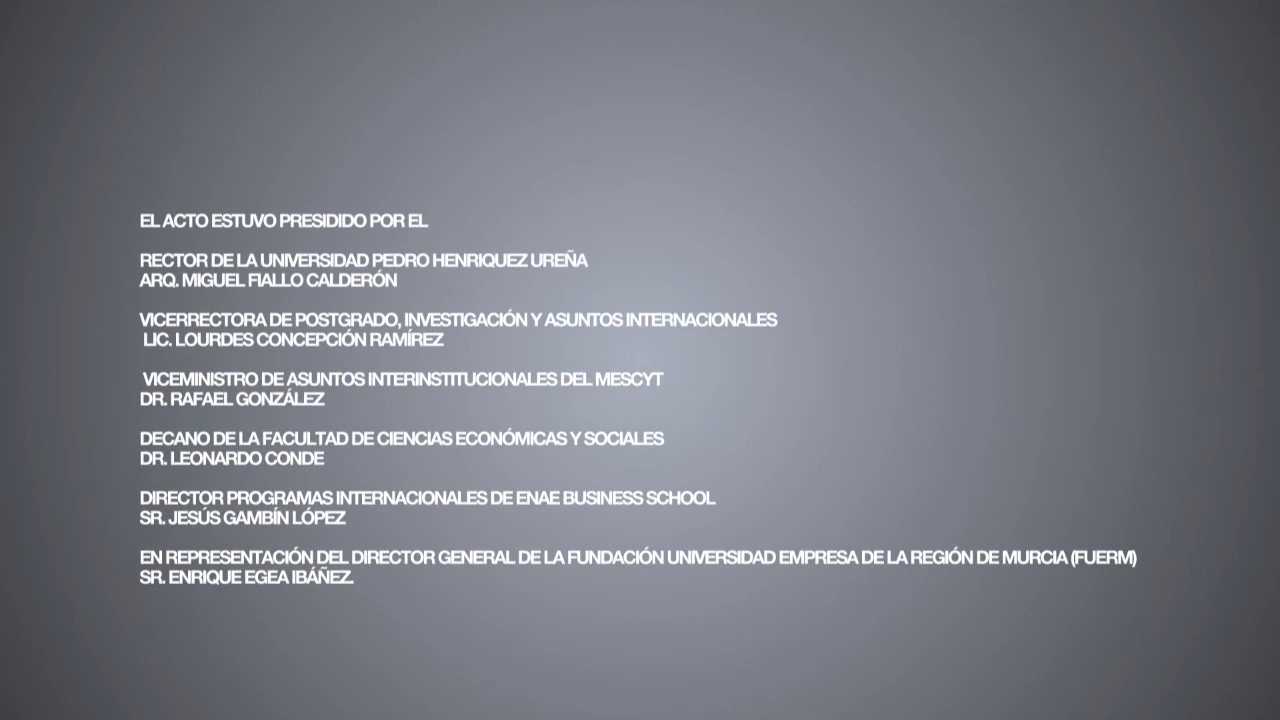 EL ACTO ESTUVO PRESIDIDO POR EL
RECTOR DE LA UNIVERSIDAD PEDRO HENRIQUEZ UREÑA
ARQ. MIGUEL FIALLO CALDERÓN
VICERRECTORA DE POSTGRADO, INVESTIGACIÓN Y ASUNTOS INTERNACIONALES
LIC. LOURDES CONCEPCIÓN RAMÍREZ
VICEMINISTRO DE ASUNTOS INTERINSTITUCIONALES DEL MESCYT
DR. RAFAEL GONZÁLEZ
DECANO DE LA FACULTAD DE CIENCIAS ECONÓMICAS Y SOCIALES
DR. LEONARDO CONDE
DIRECTOR PROGRAMAS INTERNACIONALES DE ENAE BUSINESS SCHOOL
SR. JESÚS GAMBÍN LÓPEZ
EN REPRESENTACIÓN DEL DIRECTOR GENERAL DE LA FUNDACIÓN UNIVERSIDAD EMPRESA DE LA REGIÓN DE MURCIA (FUERM)
SR. ENRIQUE EGEA IBÁÑEZ.